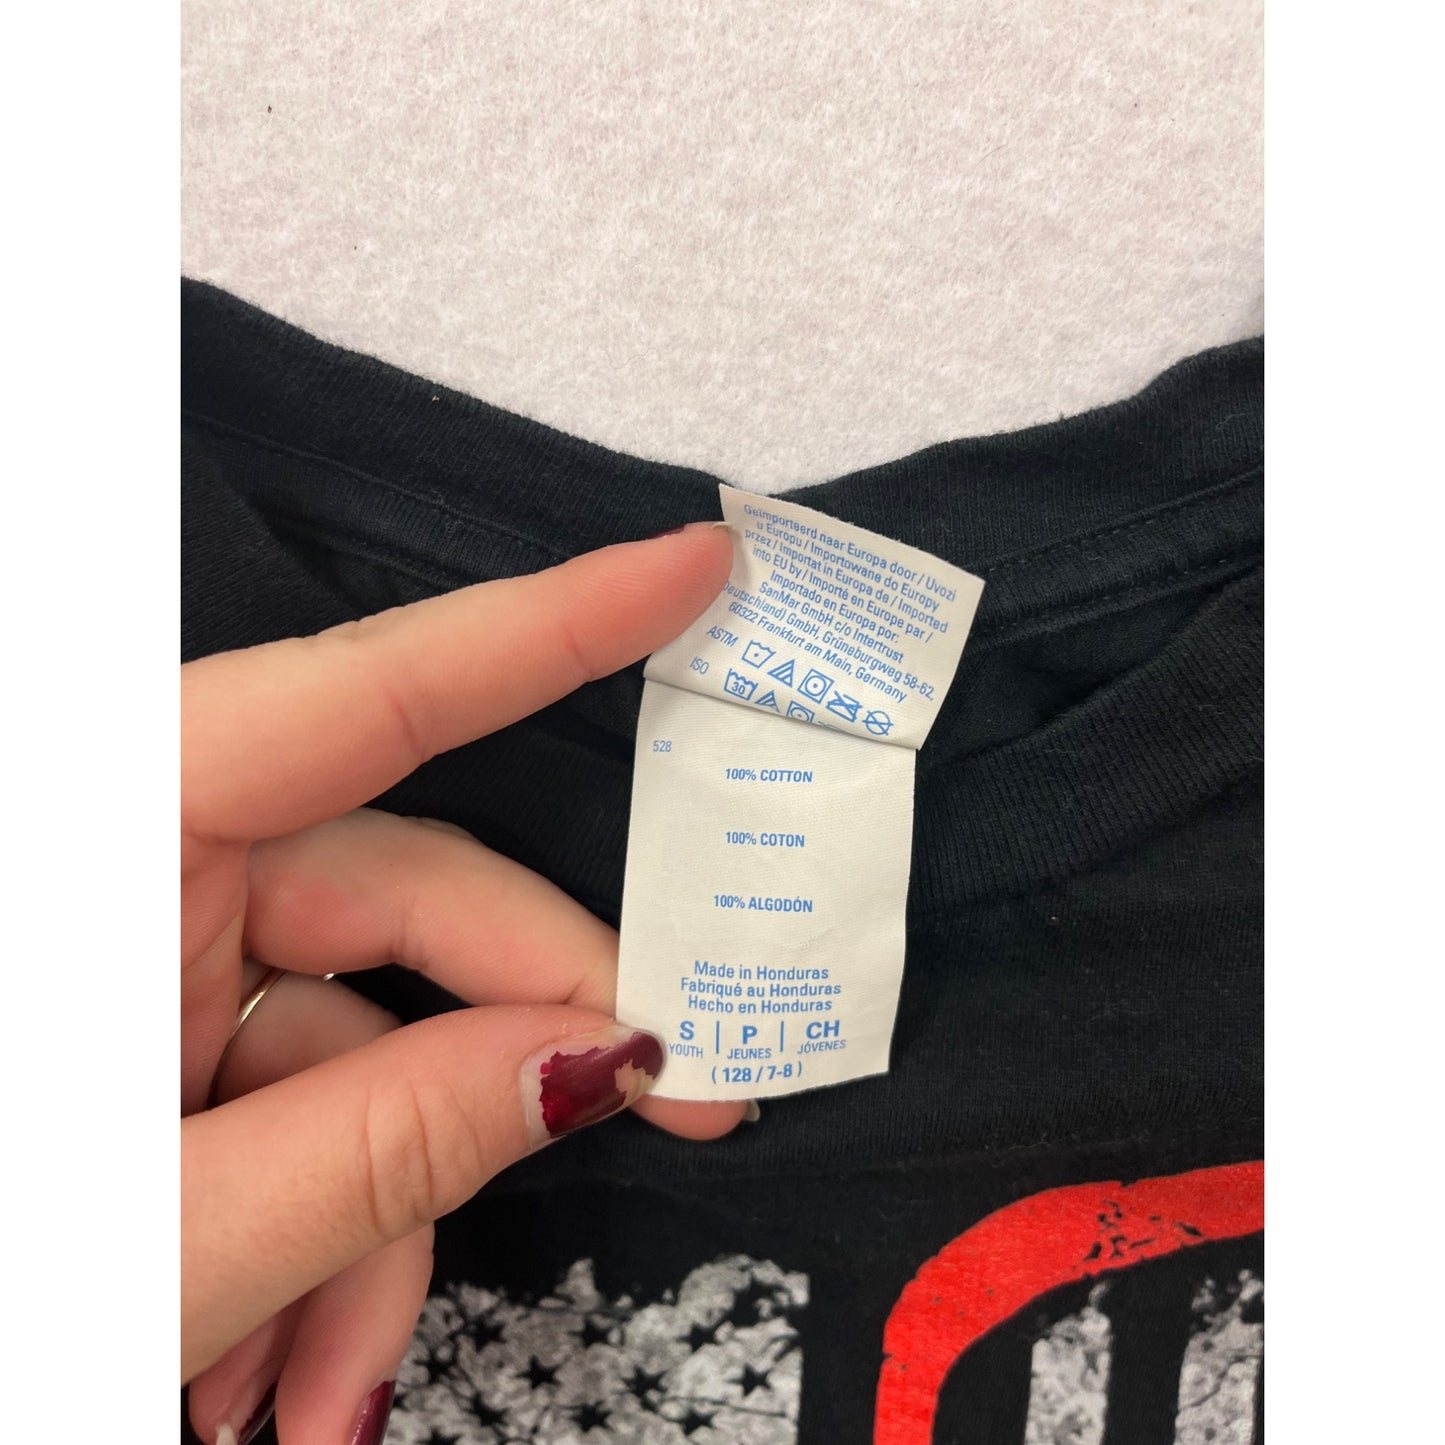 Geïmporteerd naar Europa door / Uvozi
u Europu / Importowane do Europy
przez / Importat in Europa de / Imported
into EU by / Importé en Europe par /
Importado en Europa por:
SanMar GmbH c/o Intertrust
Deutschland) GmbH, Grüneburgweg 58-62,
60322 Frankfurt am Main, Germany
ASTM
ISO 30
528
100% COTTON
100% COTON
100% ALGODÓN
Made in Honduras
Fabriqué au Honduras
Hecho en Honduras
S | P | CH
YOUTH JEUNES JÓVENES
( 128 / 7-8 )